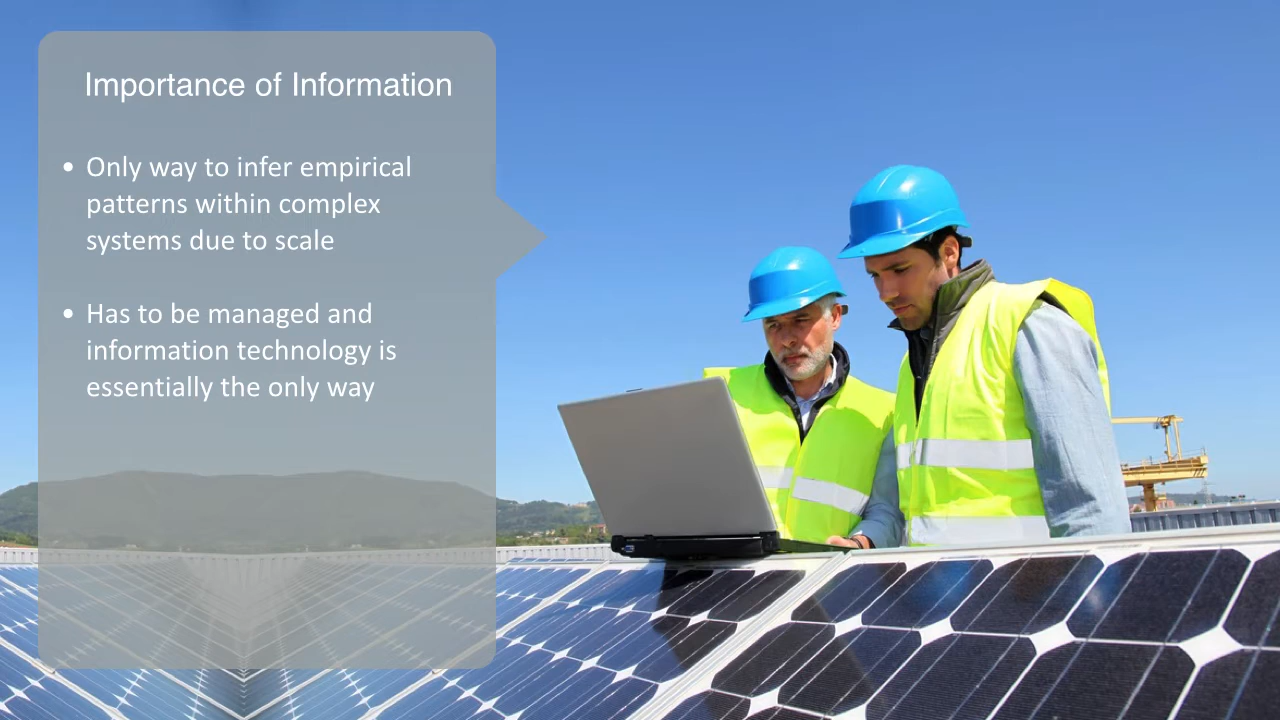 Importance of Information
• Only way to infer empirical
patterns within complex
systems due to scale
• Has to be managed and
information technology is
essentially the only way